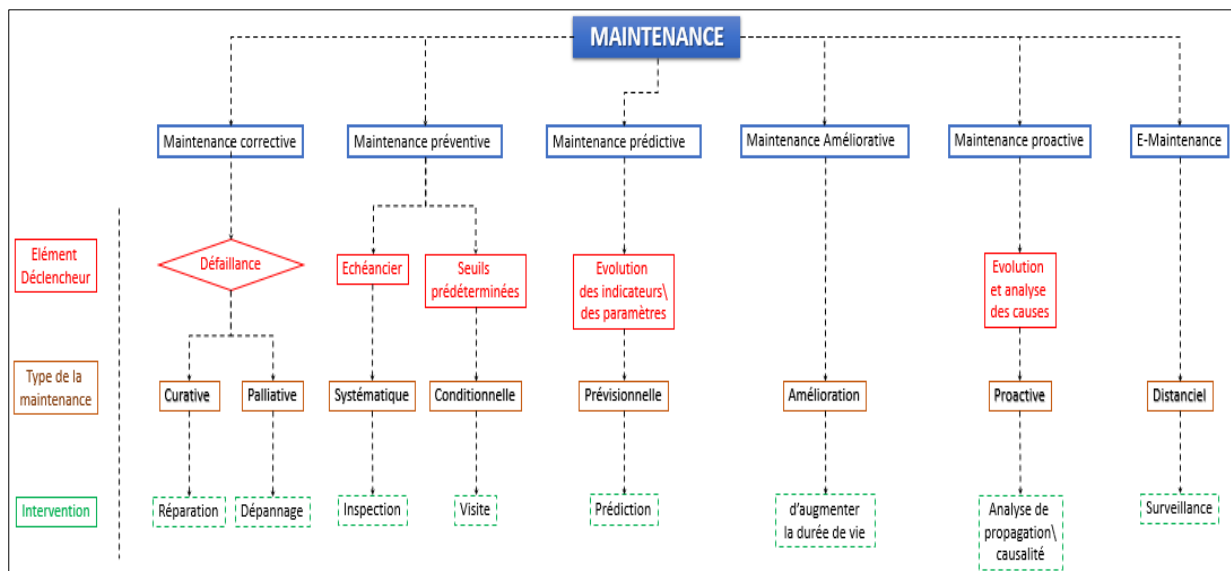 MAINTENANCE
Maintenance corrective
Maintenance préventive
Maintenance prédictive
Maintenance Améliorative
Maintenance proactive
E-Maintenance
Elément
Déclencheur
Défaillance
Echéancier
Seuils
prédéterminées
Evolution
des indicateurs\
des paramètres
Evolution
et analyse
des causes
Type de la
maintenance
Curative
Palliative
Systématique
Conditionnelle
Prévisionnelle
Amélioration
Proactive
Distanciel
Intervention
Réparation
Dépannage
Inspection
Visite
Prédiction
d'augmenter
la durée de vie
Analyse de
propagation\
causalité
Surveillance